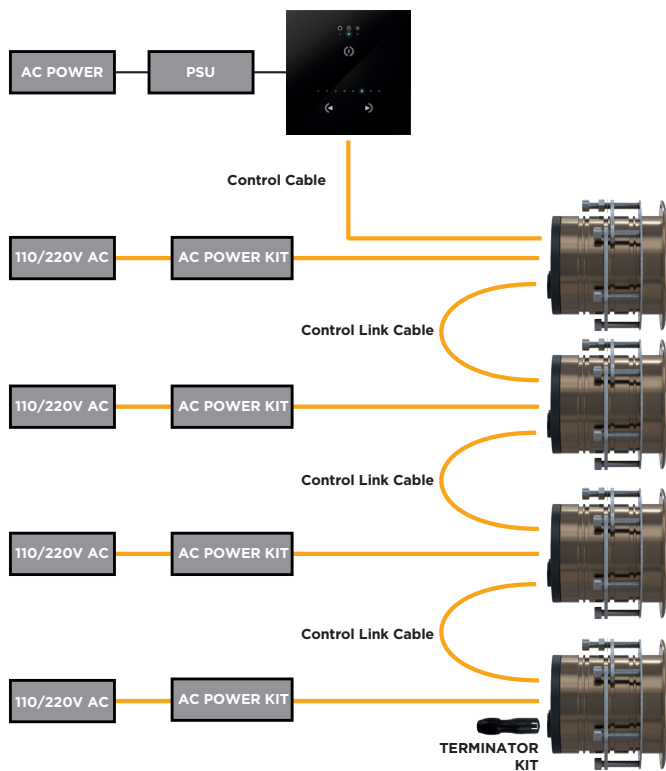 AC POWER
PSU
Control Cable
110/220V AC
AC POWER KIT
Control Link Cable
110/220V AC
AC POWER KIT
Control Link Cable
110/220V AC
AC POWER KIT
Control Link Cable
110/220V AC
AC POWER KIT
TERMINATOR
KIT